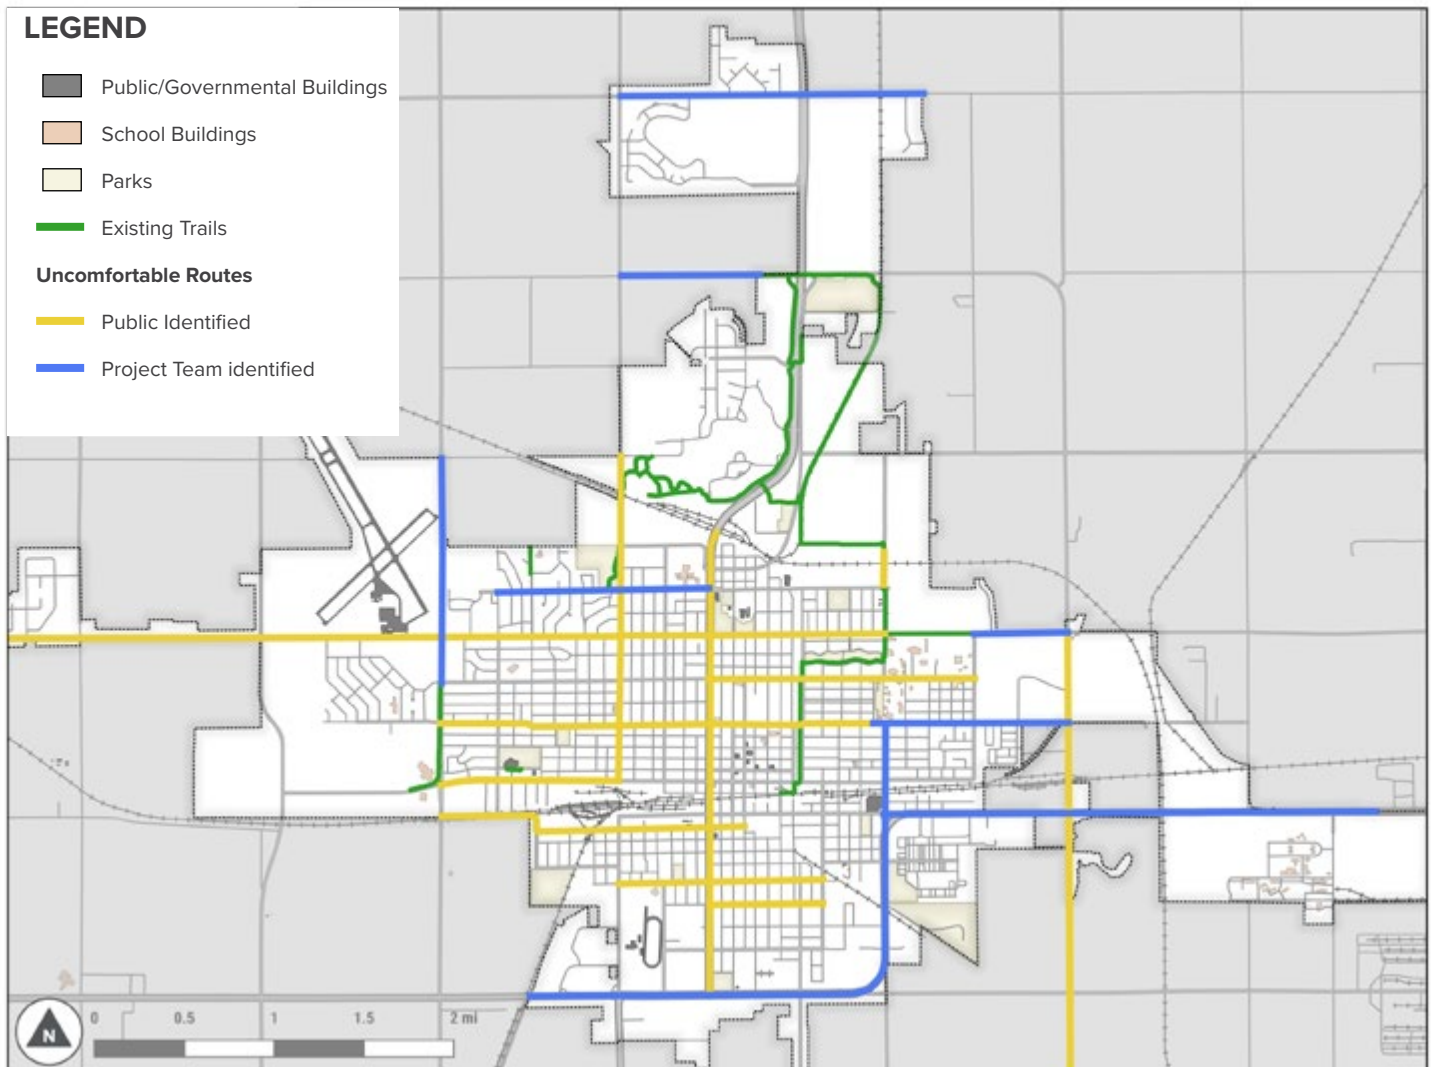 LEGEND
Public/Governmental Buildings
School Buildings
Parks
Existing Trails
Uncomfortable Routes
Public Identified
Project Team identified
N
0 0.5 1 1.5 2 mi